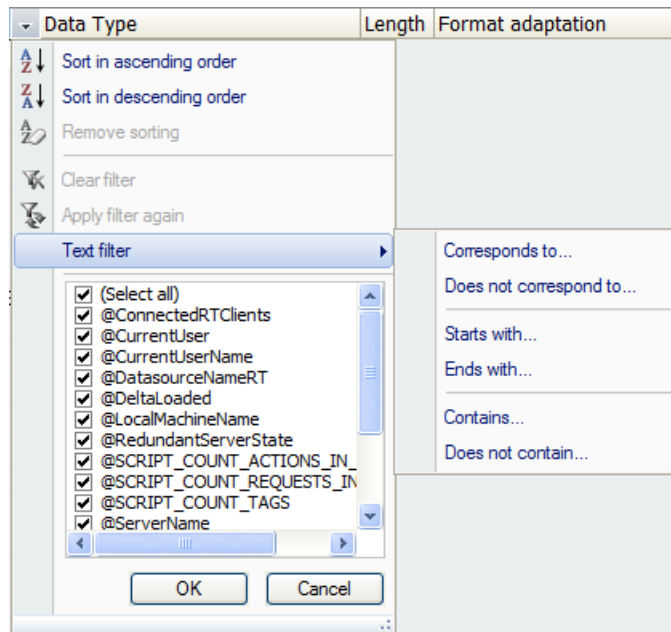 Data Type Length Format adaptation
Sort in ascending order
Sort in descending order
Remove sorting
Clear filter
Apply filter again
Text filter
(Select all)
@ConnectedRTClients
@CurrentUser
@CurrentUserName
@DatasourceNameRT
@DeltaLoaded
@LocalMachineName
@RedundantServerState
@SCRIPT_COUNT_ACTIONS_IN_
@SCRIPT_COUNT_REQUESTS_IN
@SCRIPT_COUNT_TAGS
@ServerName
OK Cancel
Corresponds to...
Does not correspond to...
Starts with...
Ends with...
Contains...
Does not contain...